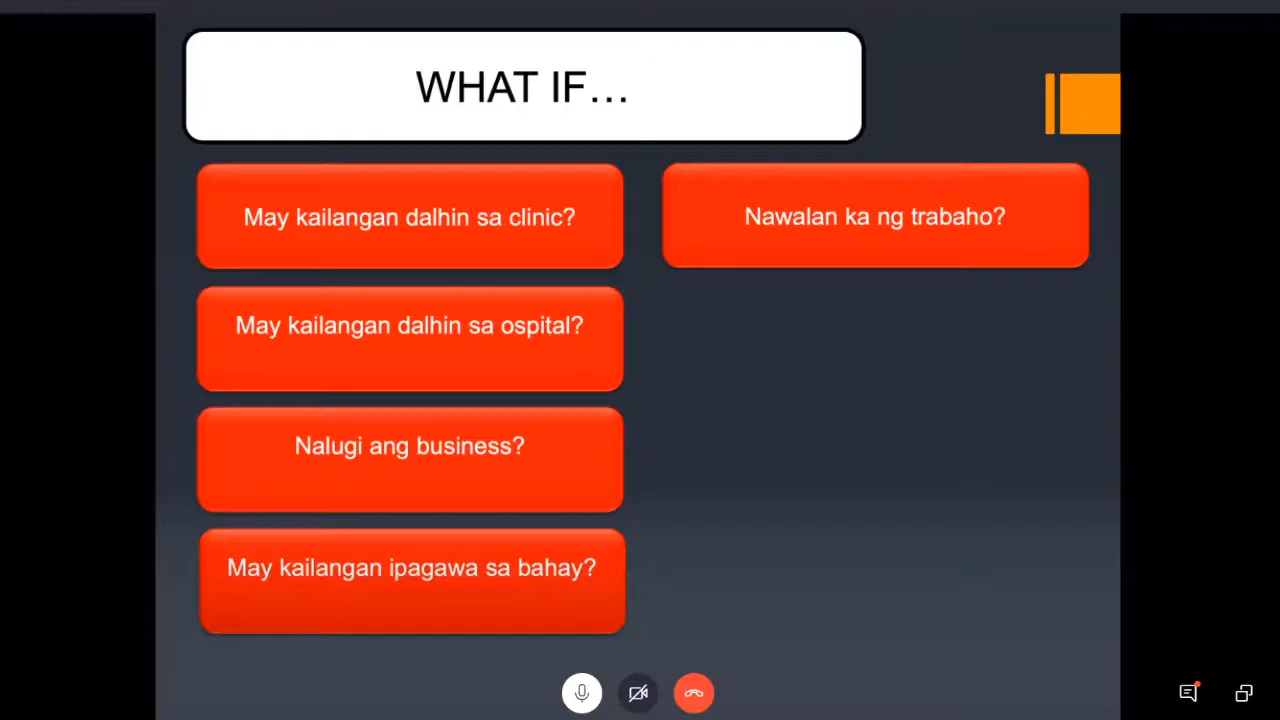 WHAT IF...
May kailangan dalhin sa clinic?
May kailangan dalhin sa ospital?
Nalugi ang business?
May kailangan ipagawa sa bahay?
Nawalan ka ng trabaho?